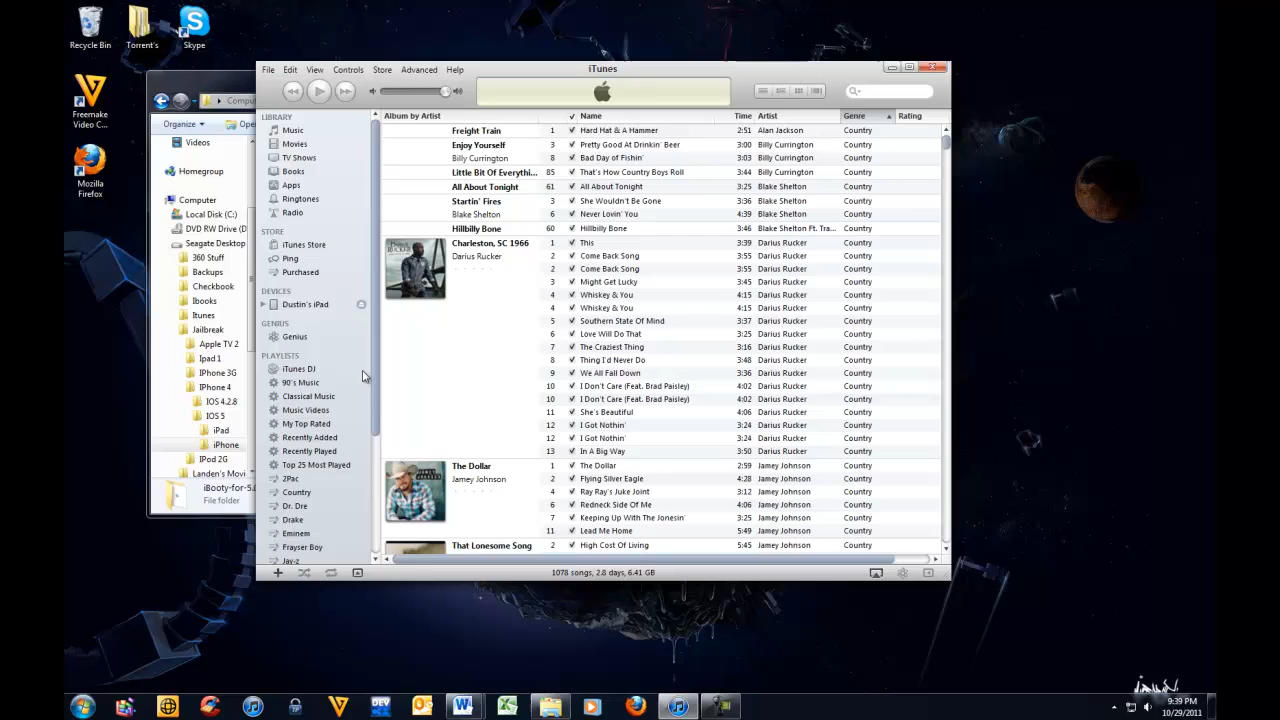 Recycle Bin
Torrent's
Skype
Freemake Video C...
Mozilla Firefox
Compu
Organize
Ope
Videos
Homegroup
Computer
Local Disk (C:)
DVD RW Drive (D
Seagate Desktop
360 Stuff
Backups
Checkbook
Ibooks
Itunes
Jailbreak
Apple TV 2
Ipad 1
IPhone 3G
IPhone 4
IOS 4.2.8
IOS 5
iPad
iPhone
IPod 2G
Landen's Movi
iBooty-for-5.0
File folder
iTunes
File Edit View Controls Store Advanced Help
LIBRARY
Music
Movies
TV Shows
Books
Apps
Ringtones
Radio
STORE
iTunes Store
Ping
Purchased
DEVICES
Dustin's iPad
GENIUS
Genius
PLAYLISTS
iTunes DJ
90's Music
Classical Music
Music Videos
My Top Rated
Recently Added
Recently Played
Top 25 Most Played
2Pac
Country
Dr. Dre
Drake
Eminem
Frayser Boy
Jay-z
Album by Artist Name Time Artist Genre Rating
Freight Train 1 Hard Hat & A Hammer 2:51 Alan Jackson Country
Enjoy Yourself 3 Pretty Good At Drinkin' Beer 3:00 Billy Currington Country
Billy Currington 8 Bad Day of Fishin' 3:03 Billy Currington Country
Little Bit Of Everythi... 85 That's How Country Boys Roll 3:44 Billy Currington Country
All About Tonight 61 All About Tonight 3:25 Blake Shelton Country
Startin' Fires 3 She Wouldn't Be Gone 3:36 Blake Shelton Country
Blake Shelton 6 Never Lovin' You 4:39 Blake Shelton Country
Hillbilly Bone 60 Hillbilly Bone 3:46 Blake Shelton Ft. Tra... Country
Charleston, SC 1966 1 This 3:39 Darius Rucker Country
Darius Rucker 2 Come Back Song 3:55 Darius Rucker Country
2 Come Back Song 3:55 Darius Rucker Country
3 Might Get Lucky 3:45 Darius Rucker Country
4 Whiskey & You 4:15 Darius Rucker Country
4 Whiskey & You 4:15 Darius Rucker Country
5 Southern State Of Mind 3:37 Darius Rucker Country
6 Love Will Do That 3:25 Darius Rucker Country
7 The Craziest Thing 3:16 Darius Rucker Country
8 Thing I'd Never Do 3:48 Darius Rucker Country
9 We All Fall Down 3:36 Darius Rucker Country
10 I Don't Care (Feat. Brad Paisley) 4:02 Darius Rucker Country
10 I Don't Care (Feat. Brad Paisley) 4:02 Darius Rucker Country
11 She's Beautiful 4:06 Darius Rucker Country
12 I Got Nothin' 3:24 Darius Rucker Country
12 I Got Nothin' 3:24 Darius Rucker Country
13 In A Big Way 3:50 Darius Rucker Country
The Dollar 1 The Dollar 2:59 Jamey Johnson Country
Jamey Johnson 2 Flying Silver Eagle 4:28 Jamey Johnson Country
4 Ray Ray's Juke Joint 3:12 Jamey Johnson Country
6 Redneck Side Of Me 4:06 Jamey Johnson Country
7 Keeping Up With The Jonesin' 3:25 Jamey Johnson Country
11 Lead Me Home 5:49 Jamey Johnson Country
That Lonesome Song 2 High Cost Of Living 5:45 Jamey Johnson Country
1078 songs, 2.8 days, 6.41 GB
9:39 PM
10/29/2011